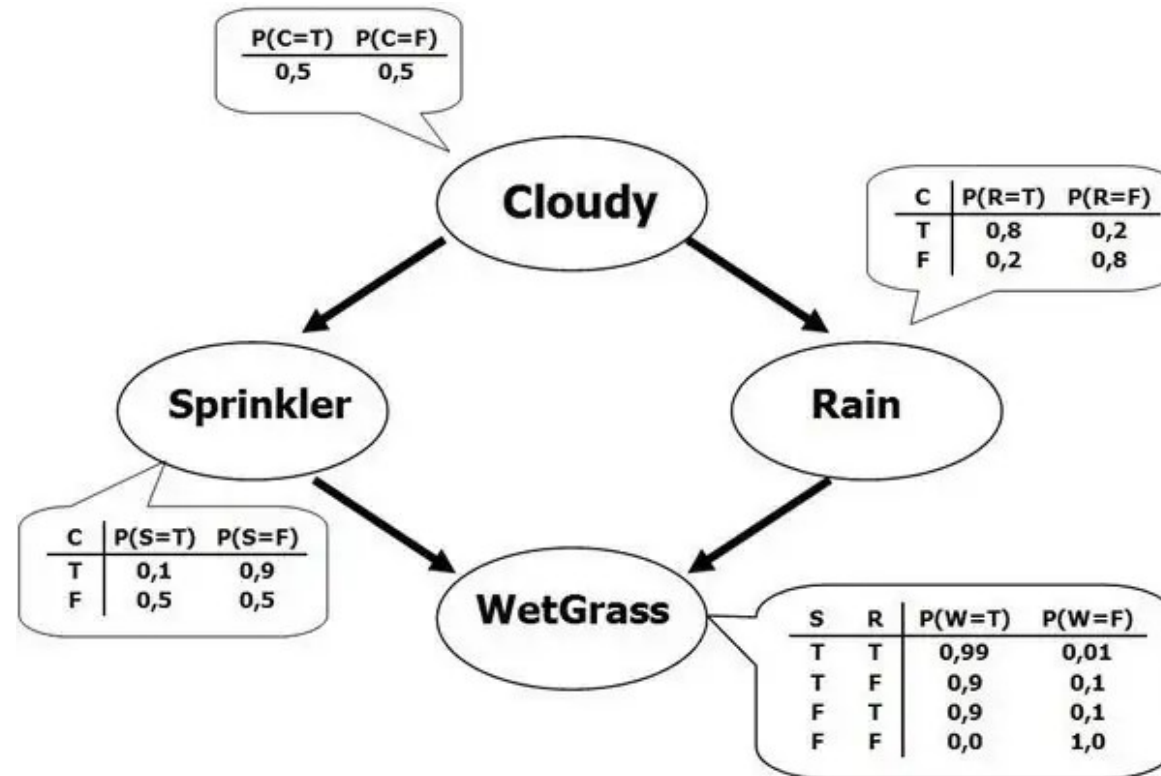 P(C=T) P(C=F)
0,5 0,5
Cloudy
C P(R=T) P(R=F)
T 0,8 0,2
F 0,2 0,8
Sprinkler
Rain
C P(S=T) P(S=F)
T 0,1 0,9
F 0,5 0,5
WetGrass
S R P(W=T) P(W=F)
T T 0,99 0,01
T F 0,9 0,1
F T 0,9 0,1
F F 0,0 1,0